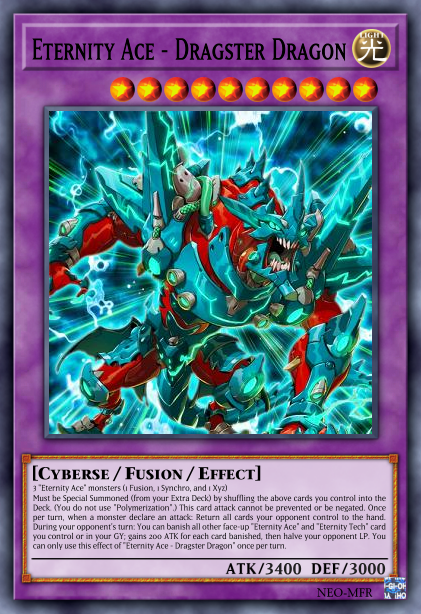 Eternity Ace - Dragster Dragon
LIGHT
光
[Cyberse / Fusion / Effect]
3 "Eternity Ace" monsters (1 Fusion, 1 Synchro, and 1 Xyz)
Must be Special Summoned (from your Extra Deck) by shuffling the above cards you control into the
Deck. (You do not use "Polymerization".) This card attack cannot be prevented or be negated. Once
per turn, when a monster declare an attack: Return all cards your opponent control to the hand.
During your opponent's turn: You can banish all other face-up "Eternity Ace" and "Eternity Tech" card
you control or in your GY; gains 200 ATK for each card banished, then halve your opponent LP. You
can only use this effect of "Eternity Ace - Dragster Dragon" once per turn.
ATK/3400 DEF/3000
NEO-MFR